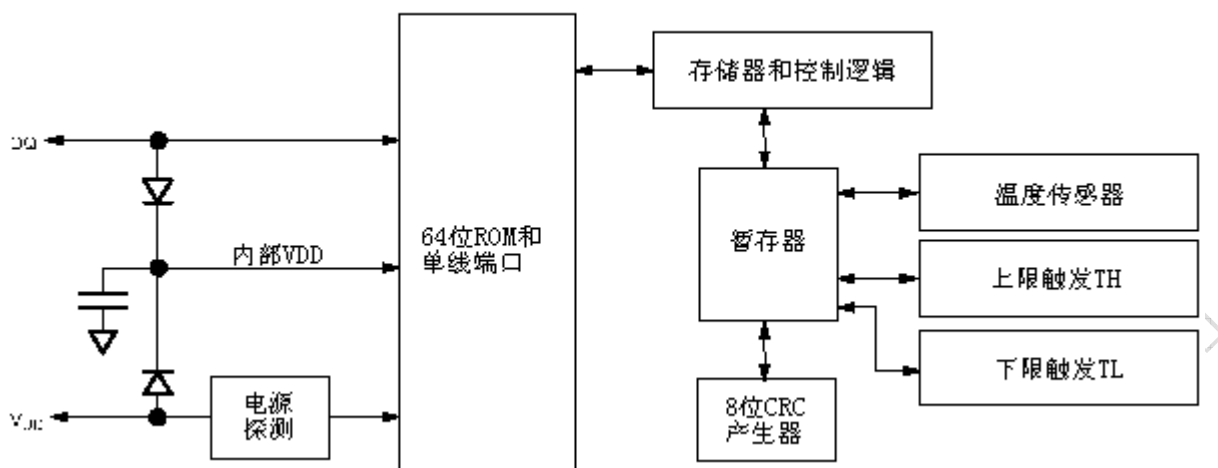 存储器和控制逻辑
DQ
温度传感器
暂存器
64位ROM和
单线端口
内部VDD
上限触发TH
下限触发TL
电源
探测
VDD
8位CRC
产生器